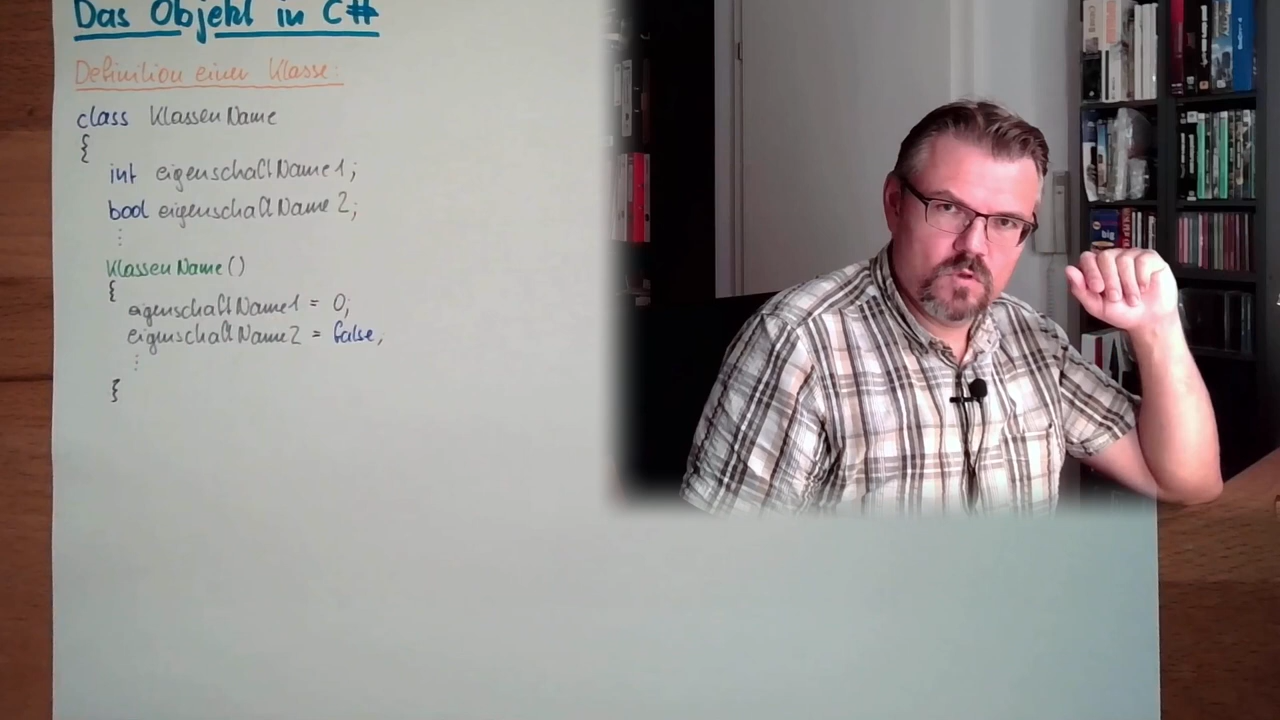 Das Objekt in C#
Definition einer Klasse:
class KlassenName
{
int eigenschaftName1;
bool eigenschaftName2;
⋮
KlassenName()
{
eigenschaftName1 = 0;
eigenschaftName2 = false;
⋮
}